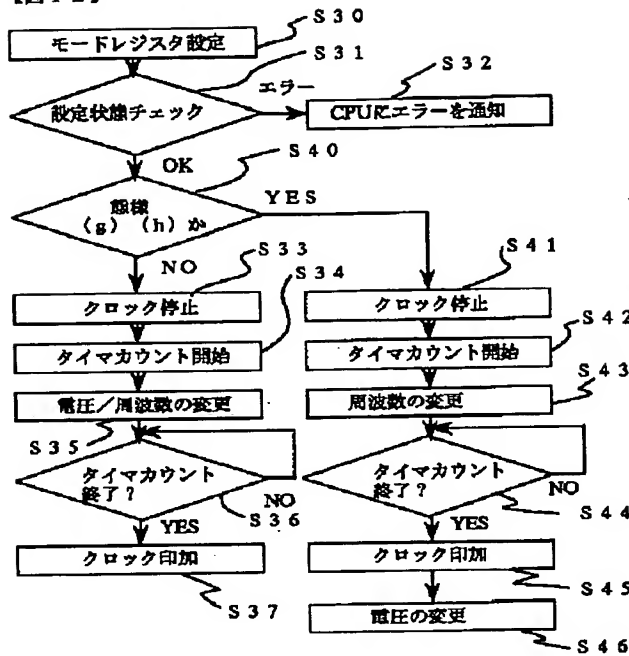 S30
モードレジスタ設定
S31
設定状態チェック
エラー
S32
CPUにエラーを通知
OK
S40
態様
(g) (h) か
YES
NO
S33
S34
クロック停止
タイマカウント開始
電圧/周波数の変更
S35
タイマカウント
終了?
NO
S36
YES
クロック印加
S37
S41
クロック停止
S42
タイマカウント開始
S43
周波数の変更
タイマカウント
終了?
NO
S44
YES
クロック印加
S45
電圧の変更
S46